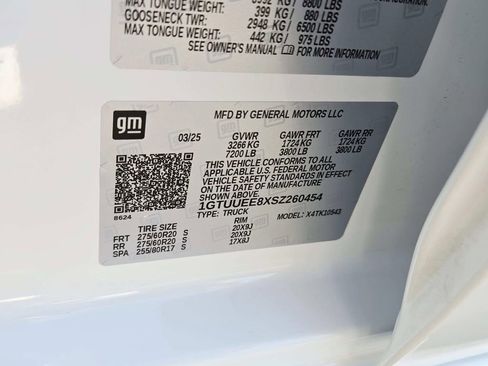 3992 KG/ 8800 LBS
MAX TONGUE WEIGHT: 399 KG/ 880 LBS
GOOSENECK TWR: 2948 KG/ 6500 LBS
MAX TONGUE WEIGHT: 442 KG/ 975 LBS
SEE OWNER'S MANUAL FOR MORE INFORMATION
gm
MFD BY GENERAL MOTORS LLC
03/25 GVWR GAWR FRT GAWR RR
3266 KG 1724 KG 1724 KG
7200 LB 3800 LB 3800 LB
THIS VEHICLE CONFORMS TO ALL
APPLICABLE U.S. FEDERAL MOTOR
VEHICLE SAFETY STANDARDS IN EFFECT
ON THE DATE OF MANUFACTURE
SHOWN ABOVE.
1GTUUEE8XSZ260454
TYPE: TRUCK MODEL: X4TK10543
8624
TIRE SIZE RIM
FRT 275/60R20 S 20X9J
RR 275/60R20 S 20X9J
SPA 255/80R17 S 17X8J